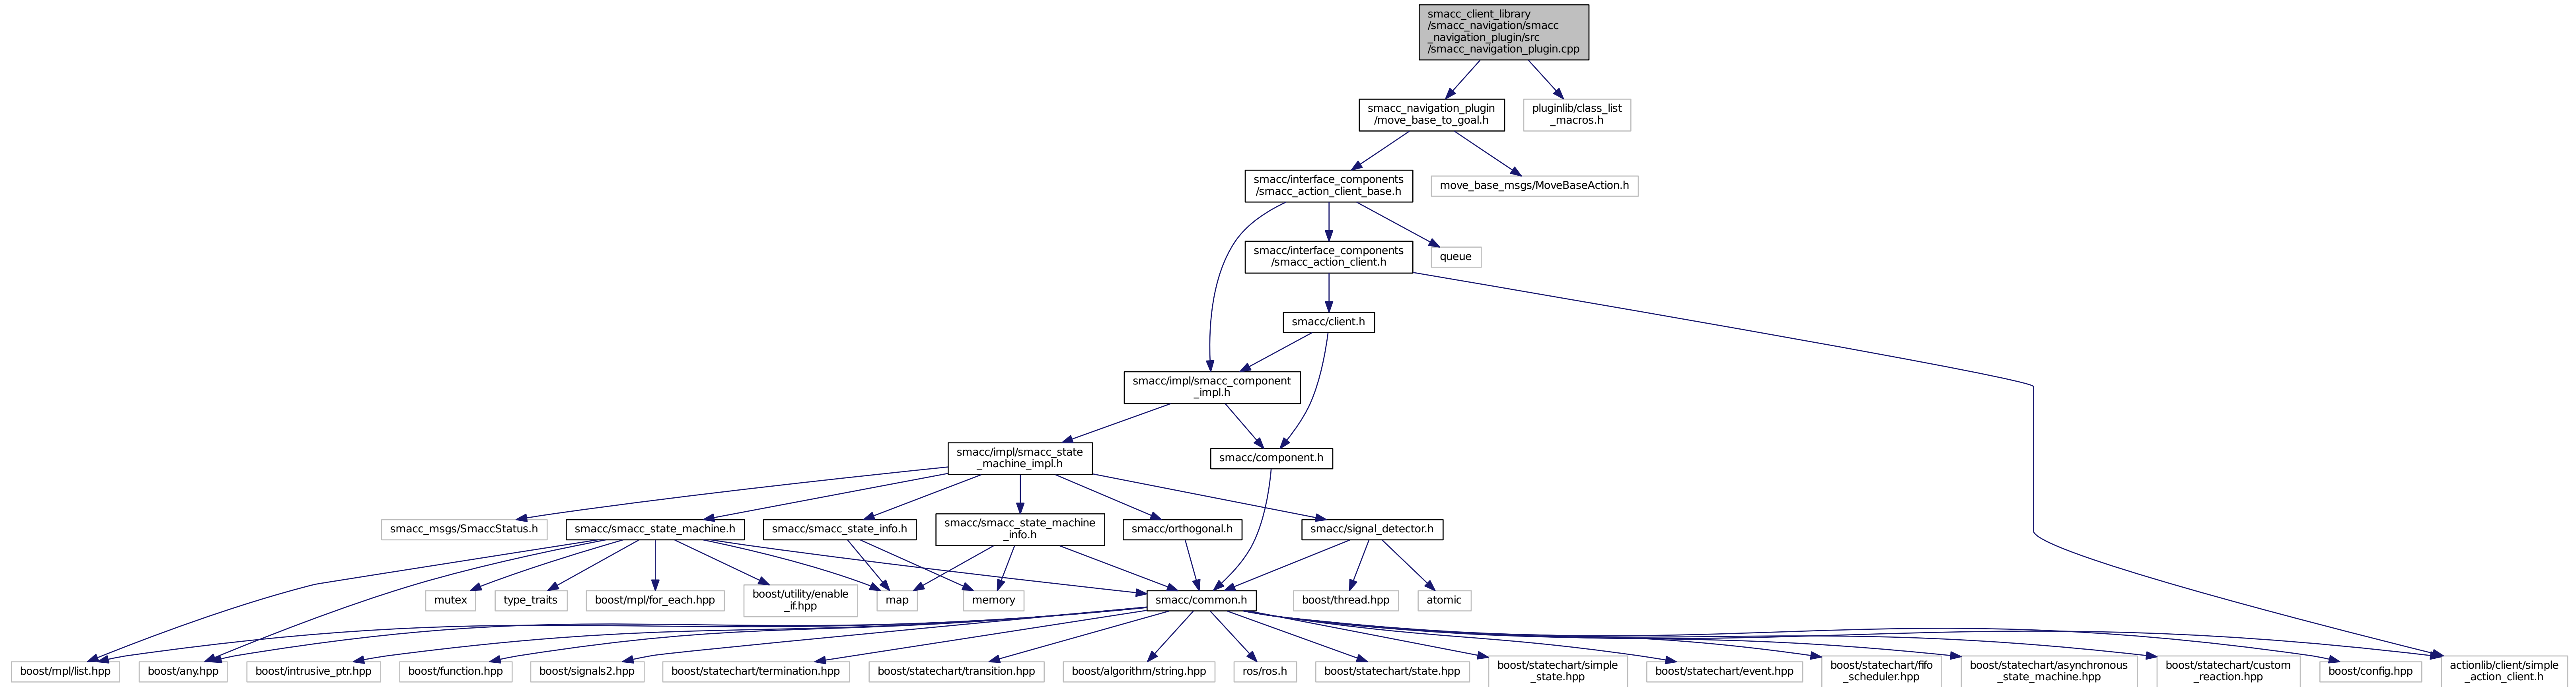 smacc_client_library
/smacc_navigation/smacc
_navigation_plugin/src
/smacc_navigation_plugin.cpp
smacc_navigation_plugin
/move_base_to_goal.h
pluginlib/class_list
_macros.h
smacc/interface_components
/smacc_action_client_base.h
move_base_msgs/MoveBaseAction.h
smacc/interface_components
/smacc_action_client.h
queue
smacc/client.h
smacc/impl/smacc_component
_impl.h
smacc/impl/smacc_state
_machine_impl.h
smacc/component.h
smacc_msgs/SmaccStatus.h
smacc/smacc_state_machine.h
smacc/smacc_state_info.h
smacc/smacc_state_machine
_info.h
smacc/orthogonal.h
smacc/signal_detector.h
mutex
type_traits
boost/mpl/for_each.hpp
boost/utility/enable
_if.hpp
map
memory
smacc/common.h
boost/thread.hpp
atomic
boost/mpl/list.hpp
boost/any.hpp
boost/intrusive_ptr.hpp
boost/function.hpp
boost/signals2.hpp
boost/statechart/termination.hpp
boost/statechart/transition.hpp
boost/algorithm/string.hpp
ros/ros.h
boost/statechart/state.hpp
boost/statechart/simple
_state.hpp
boost/statechart/event.hpp
boost/statechart/fifo
_scheduler.hpp
boost/statechart/asynchronous
_state_machine.hpp
boost/statechart/custom
_reaction.hpp
boost/config.hpp
actionlib/client/simple
_action_client.h